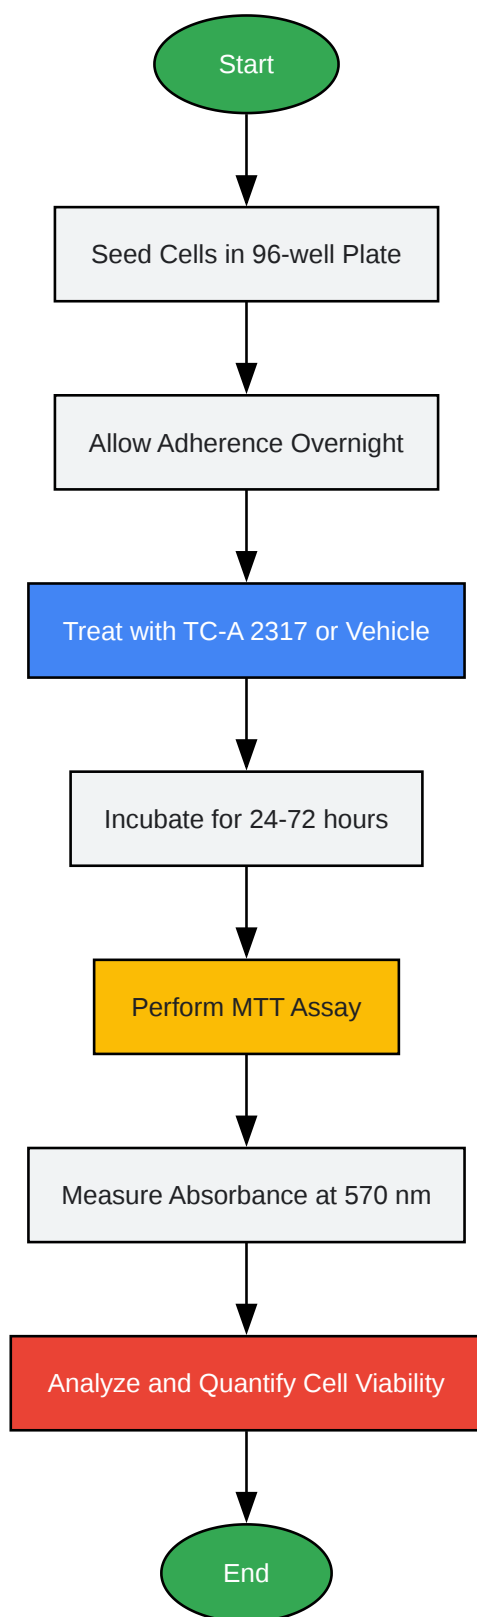 Start
Seed Cells in 96-well Plate
Allow Adherence Overnight
Treat with TC-A 2317 or Vehicle
Incubate for 24-72 hours
Perform MTT Assay
Measure Absorbance at 570 nm
Analyze and Quantify Cell Viability
End